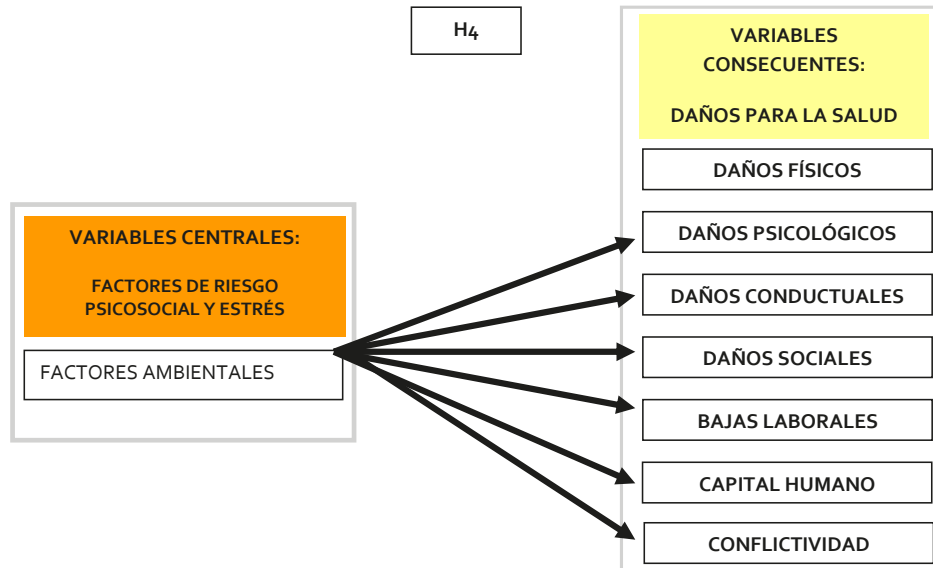 H4
VARIABLES
CONSECUENTES:
DAÑOS PARA LA SALUD
DAÑOS FÍSICOS
VARIABLES CENTRALES:
FACTORES DE RIESGO
PSICOSOCIAL Y ESTRÉS
FACTORES AMBIENTALES
DAÑOS PSICOLÓGICOS
DAÑOS CONDUCTUALES
DAÑOS SOCIALES
BAJAS LABORALES
CAPITAL HUMANO
CONFLICTIVIDAD